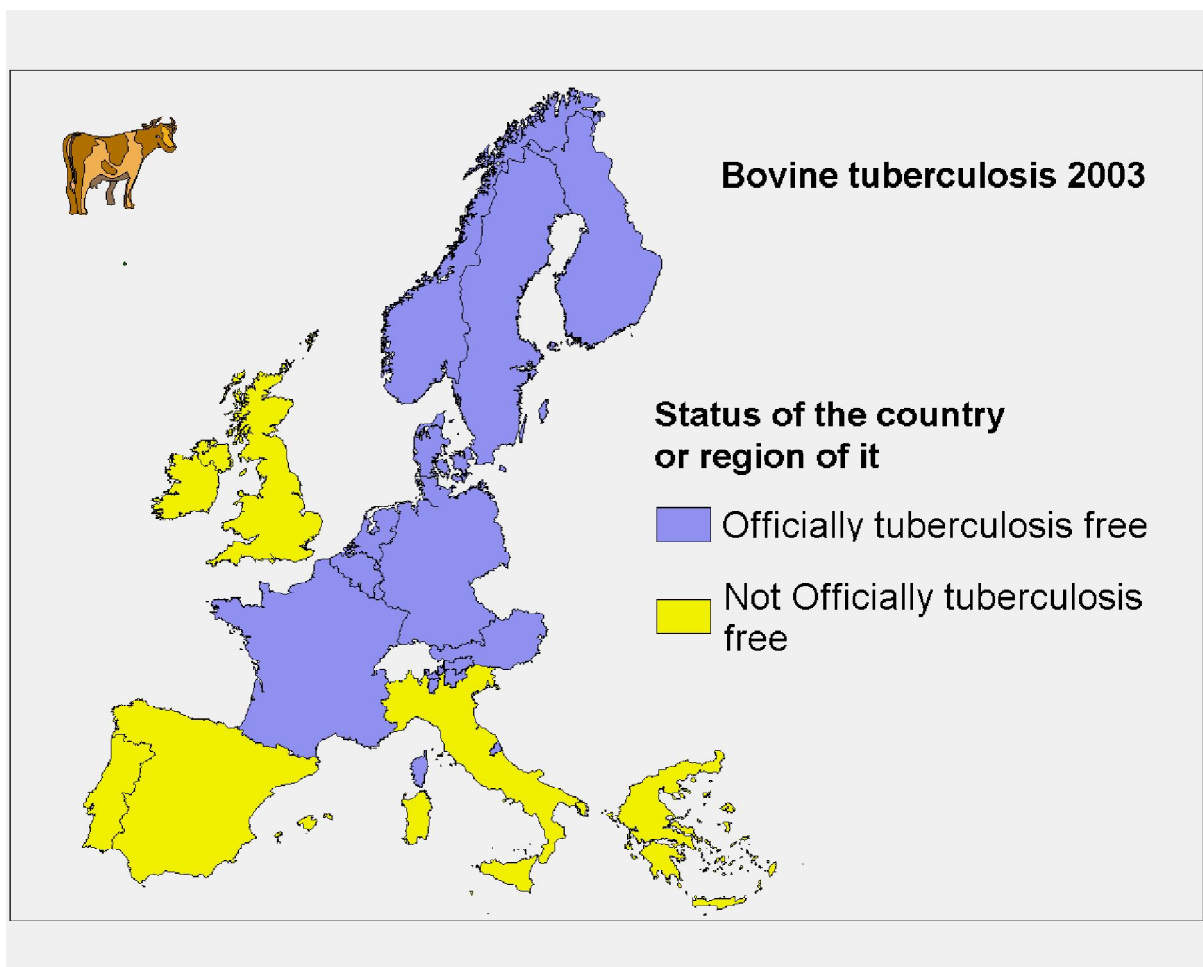 Bovine tuberculosis 2003
Status of the country
or region of it
Officially tuberculosis free
Not Officially tuberculosis
free